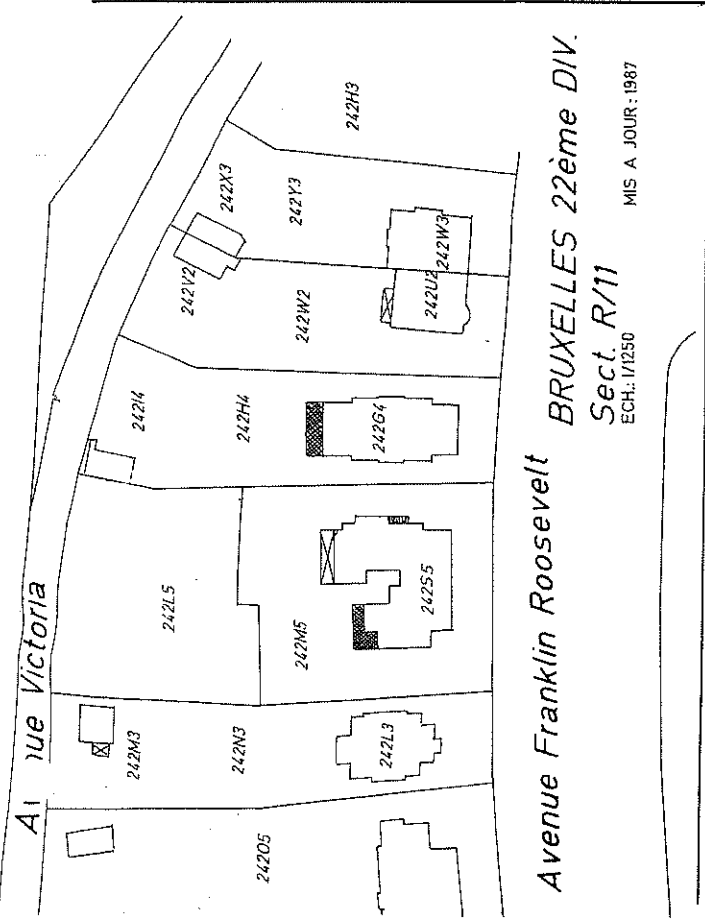 242H3
242X3
242Y3
242W3
242V2
242W2
242U2
242I4
242H4
242G4
242L5
242M5
242S5
242M3
242N3
242L3
242O5
nue Victoria
Avenue Franklin Roosevelt
BRUXELLES 22ème DIV.
Sect. R/11
ECH.: 1/1250
MIS A JOUR: 1987